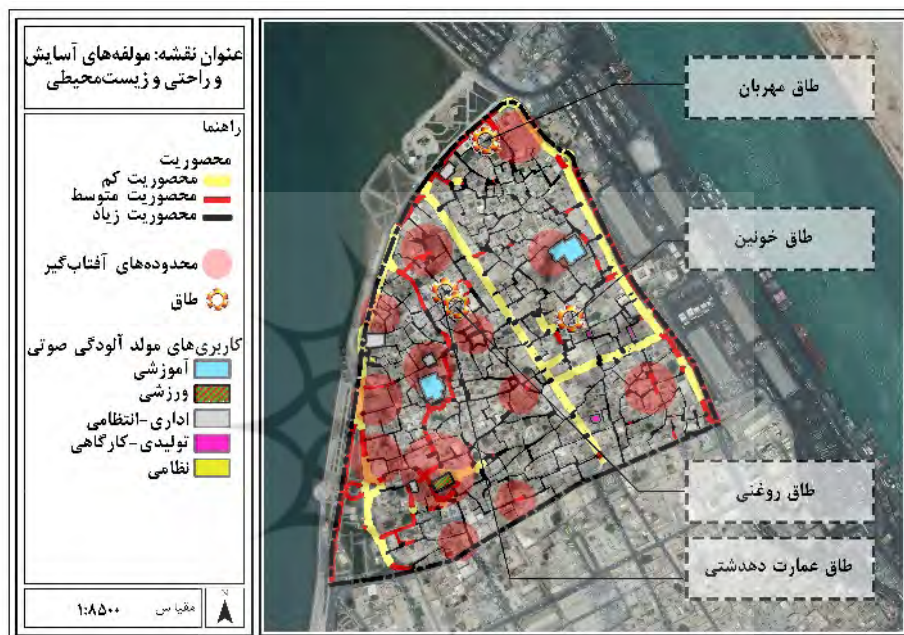 عنوان نقشه: مولفه‌های آسایش
و راحتی و زیست‌محیطی
راهنما
محصوریت
محصوریت کم
محصوریت متوسط
محصوریت زیاد
محدوده‌های آفتاب‌گیر
طاق
کاربری‌های مولد آلودگی صوتی
آموزشی
ورزشی
اداری-انتظامی
تولیدی-کارگاهی
نظامی
مقیاس ۱:۸۵۰۰
N
طاق مهربان
طاق خونین
طاق روغنی
طاق عمارت دهدشتی